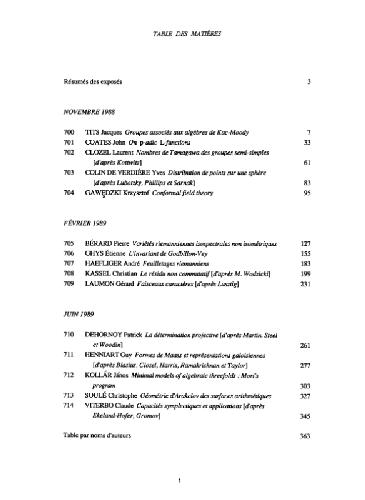 TABLE DES MATIÈRES
Résumés des exposés 3
NOVEMBRE 1988
700 TITS Jacques Groupes associés aux algèbres de Kac-Moody 7
701 COATES John On p-adic L-functions 33
702 CLOZEL Laurent Nombres de Tamagawa des groupes semi-simples
[d'après Kottwitz] 61
703 COLIN DE VERDIÈRE Yves Distribution de points sur une sphère
[d'après Lubotzky, Phillips et Sarnak] 83
704 GAWĘDZKI Krzysztof Conformal field theory 95
FÉVRIER 1989
705 BÉRARD Pierre Variétés riemanniennes isospectrales non isométriques 127
706 GHYS Étienne L'invariant de Godbillon-Vey 155
707 HAEFLIGER André Feuilletages riemanniens 183
708 KASSEL Christian Le résidu non commutatif [d'après M. Wodzicki] 199
709 LAUMON Gérard Faisceaux caractères [d'après Lusztig] 231
JUIN 1989
710 DEHORNOY Patrick La détermination projective [d'après Martin, Steel
et Woodin] 261
711 HENNIART Guy Formes de Maass et représentations galoisiennes
[d'après Blasius, Clozel, Harris, Ramakrishnan et Taylor] 277
712 KOLLÁR János Minimal models of algebraic threefolds : Mori's
program 303
713 SOULÉ Christophe Géométrie d'Arakelov des surfaces arithmétiques 327
714 VITERBO Claude Capacités symplectiques et applications [d'après
Ekeland-Hofer, Gromov] 345
Table par noms d'auteurs 363
1